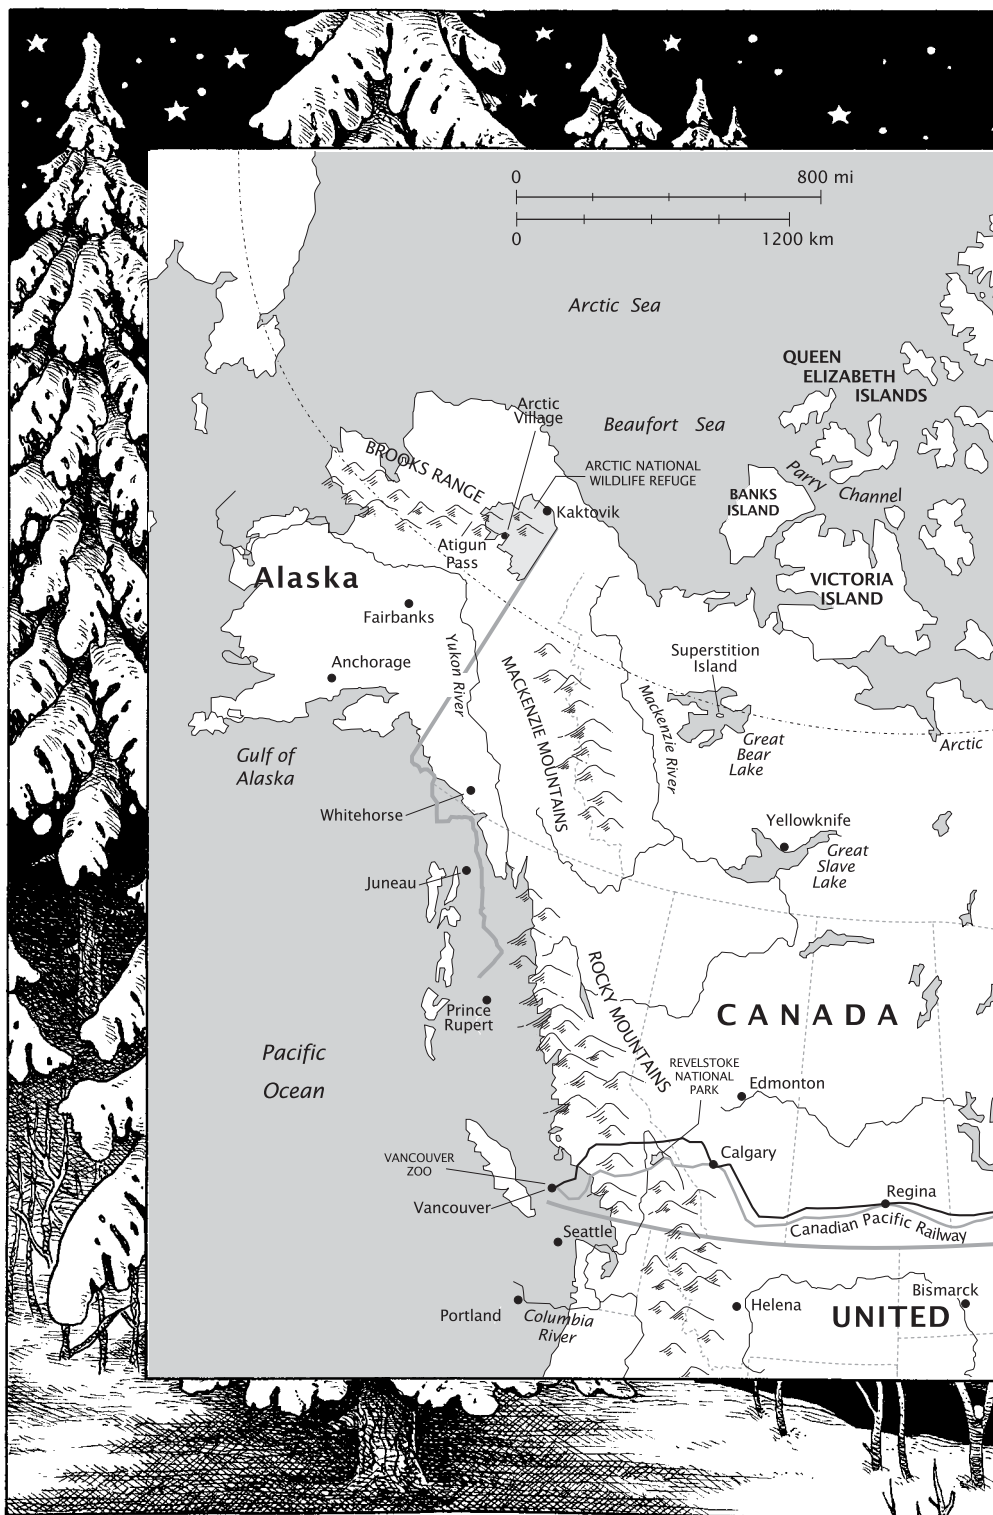 0 800 mi
0 1200 km
Arctic Sea
QUEEN
ELIZABETH
ISLANDS
Arctic
Village
Beaufort Sea
BROOKS RANGE
ARCTIC NATIONAL
WILDLIFE REFUGE
Parry Channel
BANKS
ISLAND
Kaktovik
Atigun
Pass
Alaska
VICTORIA
ISLAND
Fairbanks
Yukon River
Anchorage
MACKENZIE MOUNTAINS
Superstition
Island
Mackenzie River
Great
Bear
Lake
Arctic
Gulf of
Alaska
Whitehorse
Yellowknife
Great
Slave
Lake
Juneau
ROCKY MOUNTAINS
Prince
Rupert
CANADA
Pacific
Ocean
REVELSTOKE
NATIONAL
PARK
Edmonton
VANCOUVER
ZOO
Calgary
Vancouver
Regina
Canadian Pacific Railway
Seattle
Portland
Columbia
River
Helena
Bismarck
UNITED